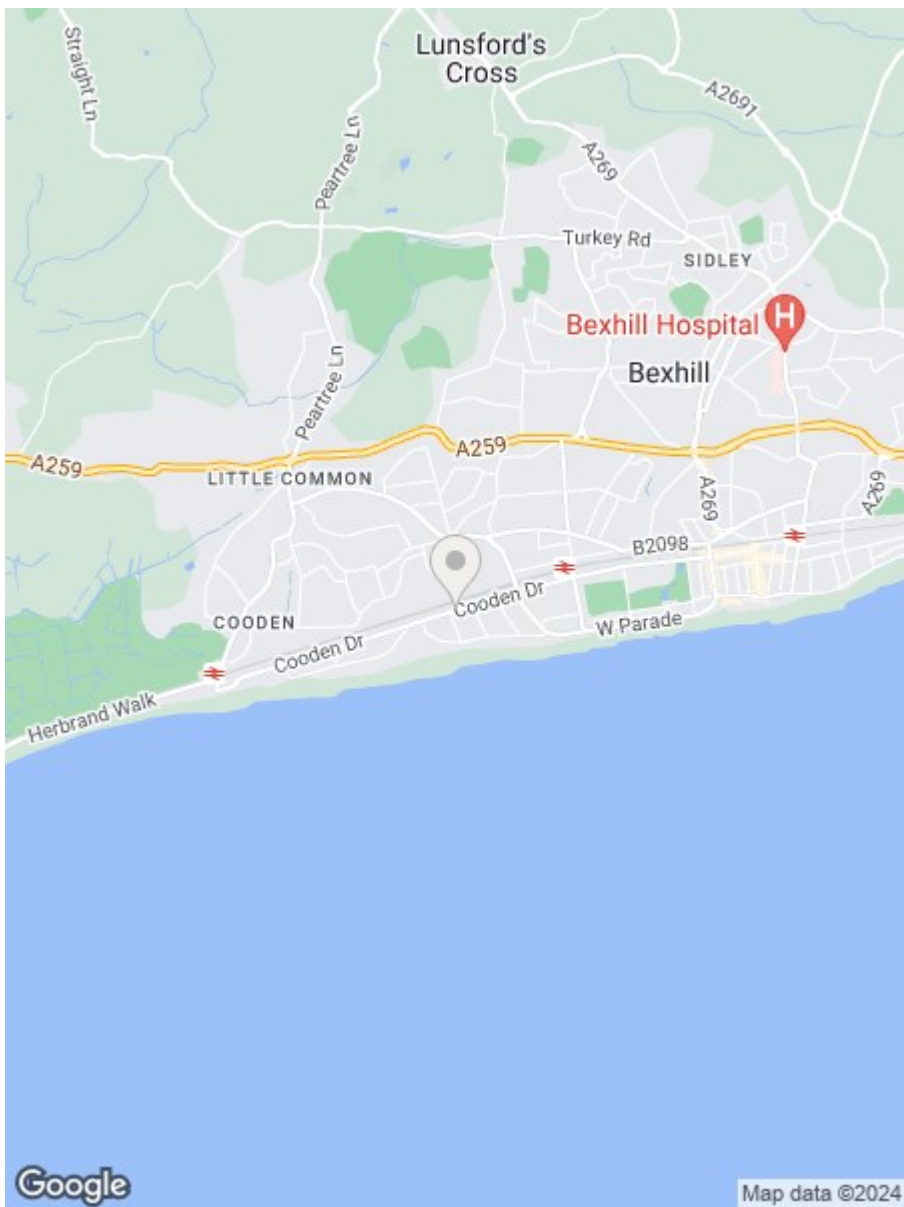 Lunsford's
Cross
Straight Ln
A2691
Peartree Ln
A269
Turkey Rd
SIDLEY
Bexhill Hospital
H
Bexhill
Peartree Ln
A259
A259
LITTLE COMMON
A269
A269
B2098
Cooden Dr
COODEN
W Parade
Cooden Dr
Herbrand Walk
Google
Map data ©2024